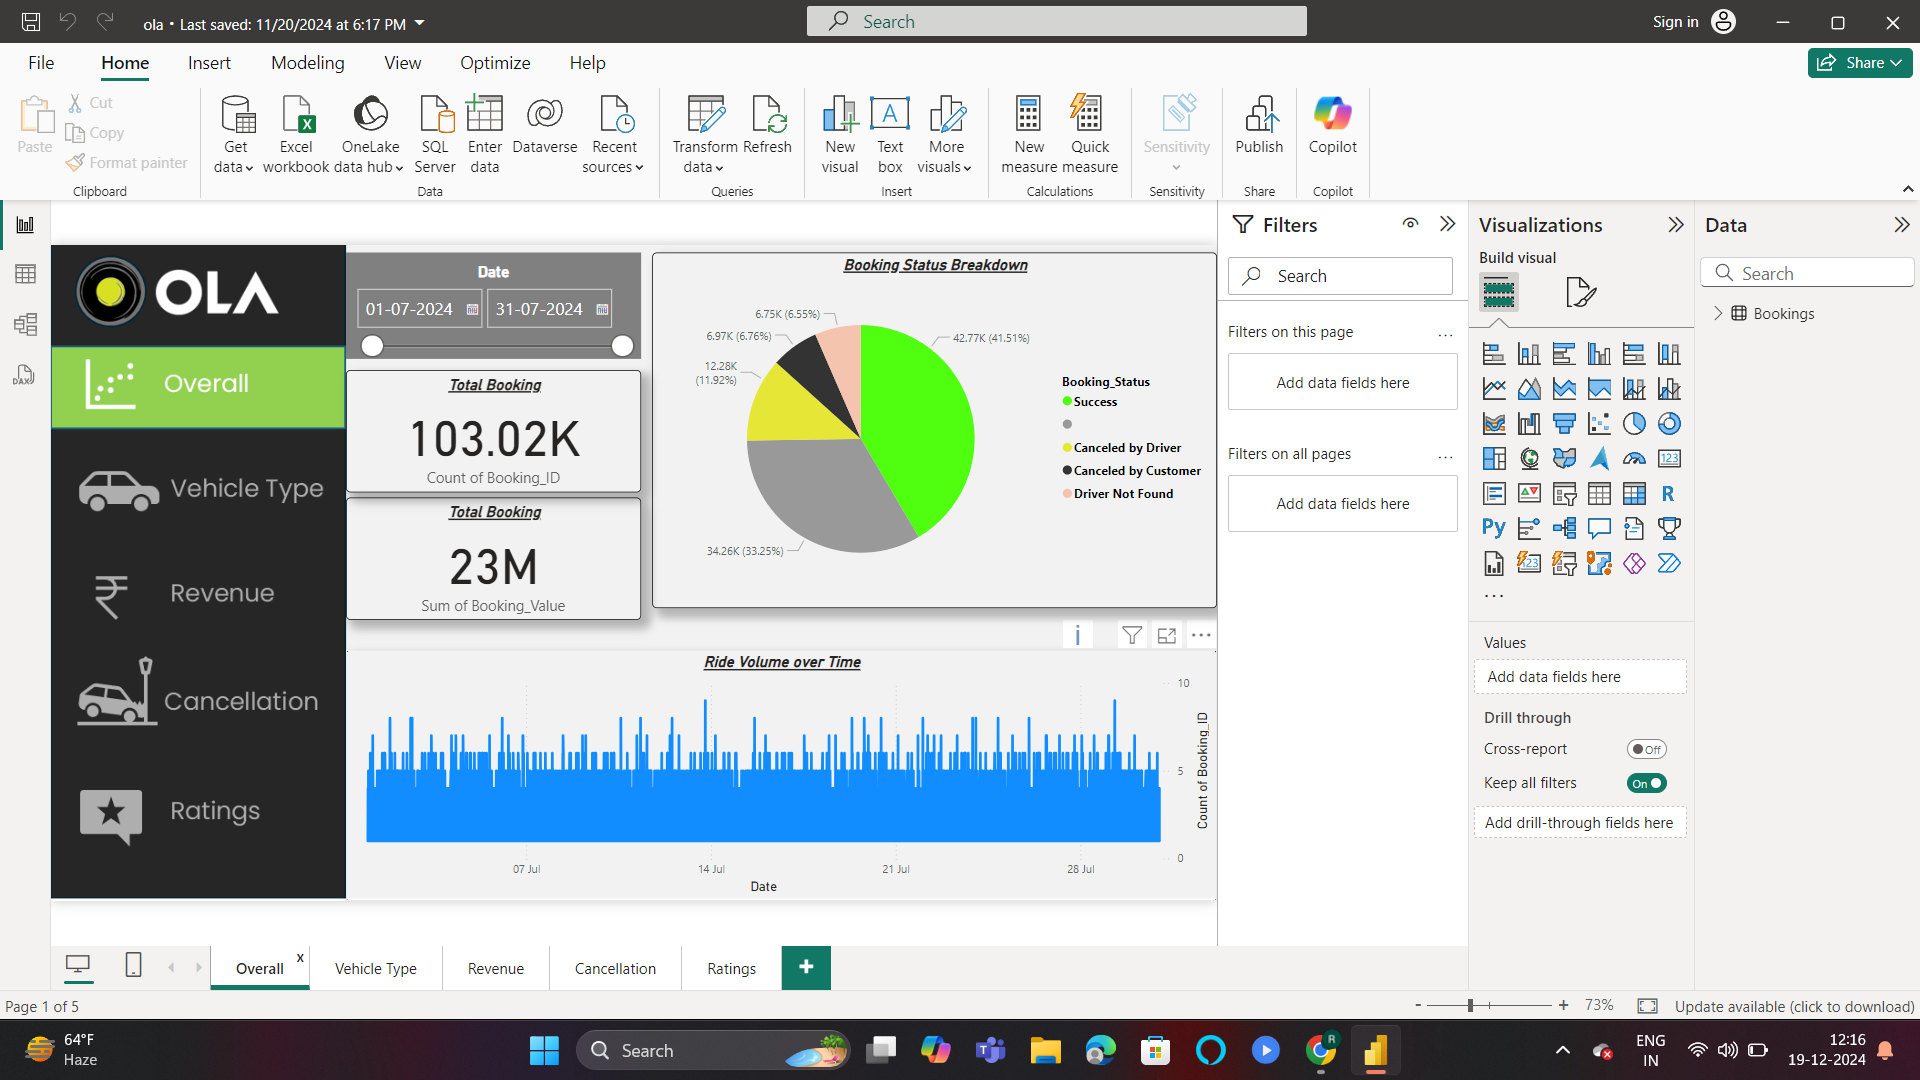 ola • Last saved: 11/20/2024 at 6:17 PM
Search
Sign in
File
Home
Insert
Modeling
View
Optimize
Help
Share
Paste
Cut
Copy
Format painter
Clipboard
Get data
Excel workbook
OneLake data hub
SQL Server
Enter data
Dataverse
Recent sources
Data
Transform data
Refresh
Queries
New visual
Text box
More visuals
Insert
New measure
Quick measure
Calculations
Sensitivity
Sensitivity
Publish
Share
Copilot
Copilot
OLA
Overall
Vehicle Type
Revenue
Cancellation
Ratings
Date
01-07-2024
31-07-2024
Total Booking
103.02K
Count of Booking_ID
Total Booking
23M
Sum of Booking_Value
Booking Status Breakdown
6.75K (6.55%)
6.97K (6.76%)
12.28K
(11.92%)
42.77K (41.51%)
34.26K (33.25%)
Booking_Status
Success
Canceled by Driver
Canceled by Customer
Driver Not Found
Ride Volume over Time
10
5
0
Count of Booking_ID
07 Jul
14 Jul
21 Jul
28 Jul
Date
Filters
Search
Filters on this page
Add data fields here
Filters on all pages
Add data fields here
Visualizations
Build visual
123
R
Py
123
Values
Add data fields here
Drill through
Cross-report
Off
Keep all filters
On
Add drill-through fields here
Data
Search
Bookings
DAX
Overall
Vehicle Type
Revenue
Cancellation
Ratings
Page 1 of 5
- + 73%
Update available (click to download)
64°F
Haze
Search
R
ENG
IN
12:16
19-12-2024